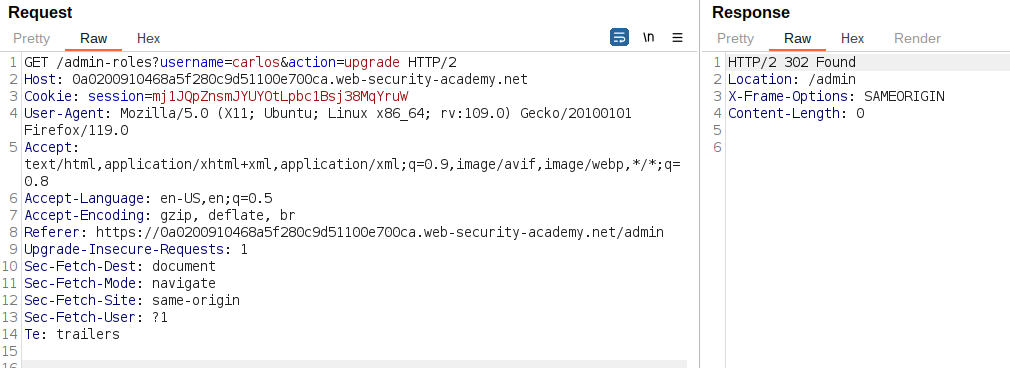 Request
Pretty Raw Hex
\n
1 GET /admin-roles?username=carlos&action=upgrade HTTP/2
2 Host: 0a0200910468a5f280c9d51100e700ca.web-security-academy.net
3 Cookie: session=mj1JQpZnsmJYUYOtLpbc1Bsj38MqYruW
4 User-Agent: Mozilla/5.0 (X11; Ubuntu; Linux x86_64; rv:109.0) Gecko/20100101
Firefox/119.0
5 Accept:
text/html,application/xhtml+xml,application/xml;q=0.9,image/avif,image/webp,*/*;q=
0.8
6 Accept-Language: en-US,en;q=0.5
7 Accept-Encoding: gzip, deflate, br
8 Referer: https://0a0200910468a5f280c9d51100e700ca.web-security-academy.net/admin
9 Upgrade-Insecure-Requests: 1
10 Sec-Fetch-Dest: document
11 Sec-Fetch-Mode: navigate
12 Sec-Fetch-Site: same-origin
13 Sec-Fetch-User: ?1
14 Te: trailers
15
16
Response
Pretty Raw Hex Render
1 HTTP/2 302 Found
2 Location: /admin
3 X-Frame-Options: SAMEORIGIN
4 Content-Length: 0
5
6